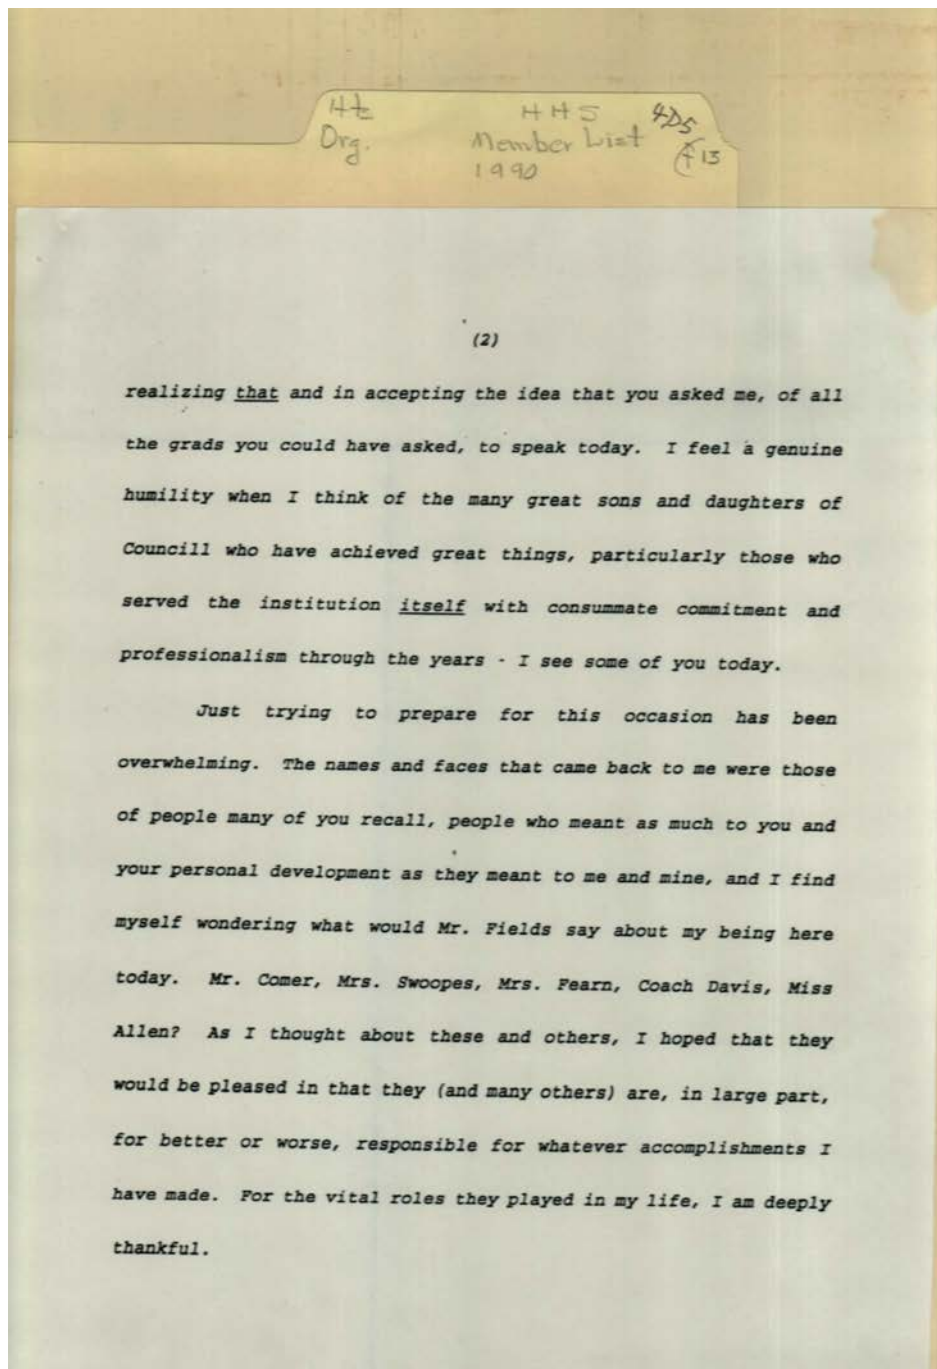 Hts
Org.
HHS
Member List
1990
4D5
f 13
(2)
realizing that and in accepting the idea that you asked me, of all
the grads you could have asked, to speak today. I feel a genuine
humility when I think of the many great sons and daughters of
Councill who have achieved great things, particularly those who
served the institution itself with consummate commitment and
professionalism through the years - I see some of you today.
Just trying to prepare for this occasion has been
overwhelming. The names and faces that came back to me were those
of people many of you recall, people who meant as much to you and
your personal development as they meant to me and mine, and I find
myself wondering what would Mr. Fields say about my being here
today. Mr. Comer, Mrs. Swoopes, Mrs. Fearn, Coach Davis, Miss
Allen? As I thought about these and others, I hoped that they
would be pleased in that they (and many others) are, in large part,
for better or worse, responsible for whatever accomplishments I
have made. For the vital roles they played in my life, I am deeply
thankful.